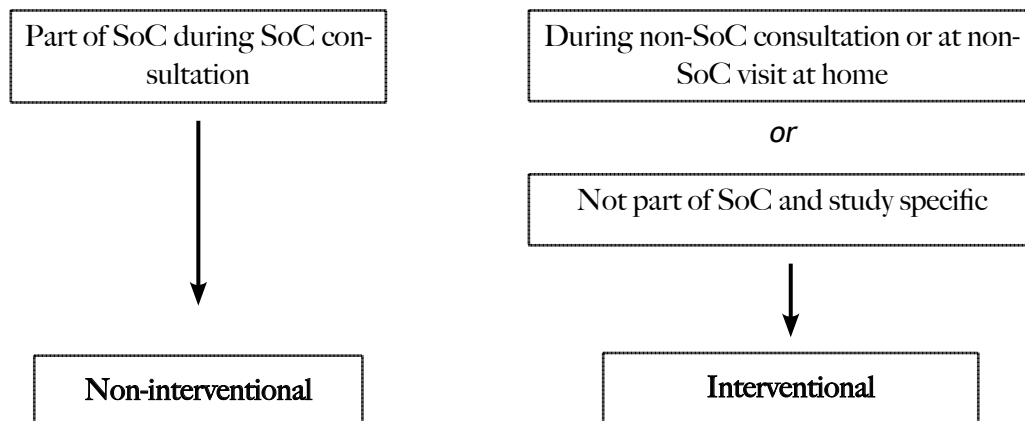 Part of SoC during SoC con-
sultation
During non-SoC consultation or at non-
SoC visit at home
or
Not part of SoC and study specific
Non-interventional
Interventional